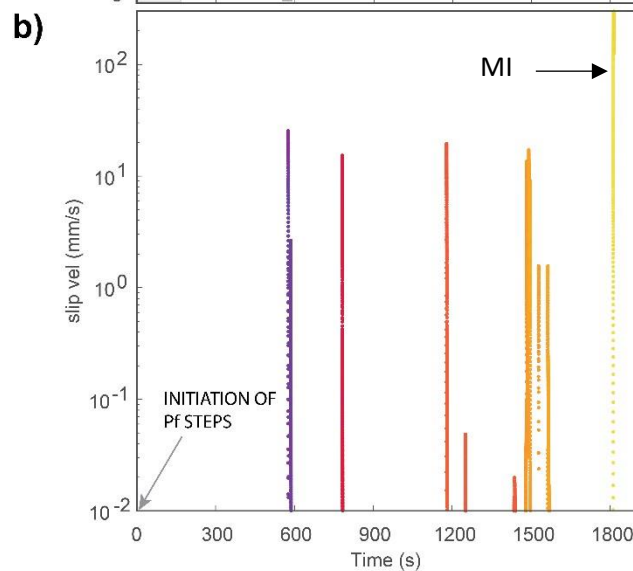 b)
10^2
MI
10^1
10^0
10^-1
10^-2
slip vel (mm/s)
INITIATION OF
Pf STEPS
0 300 600 900 1200 1500 1800
Time (s)